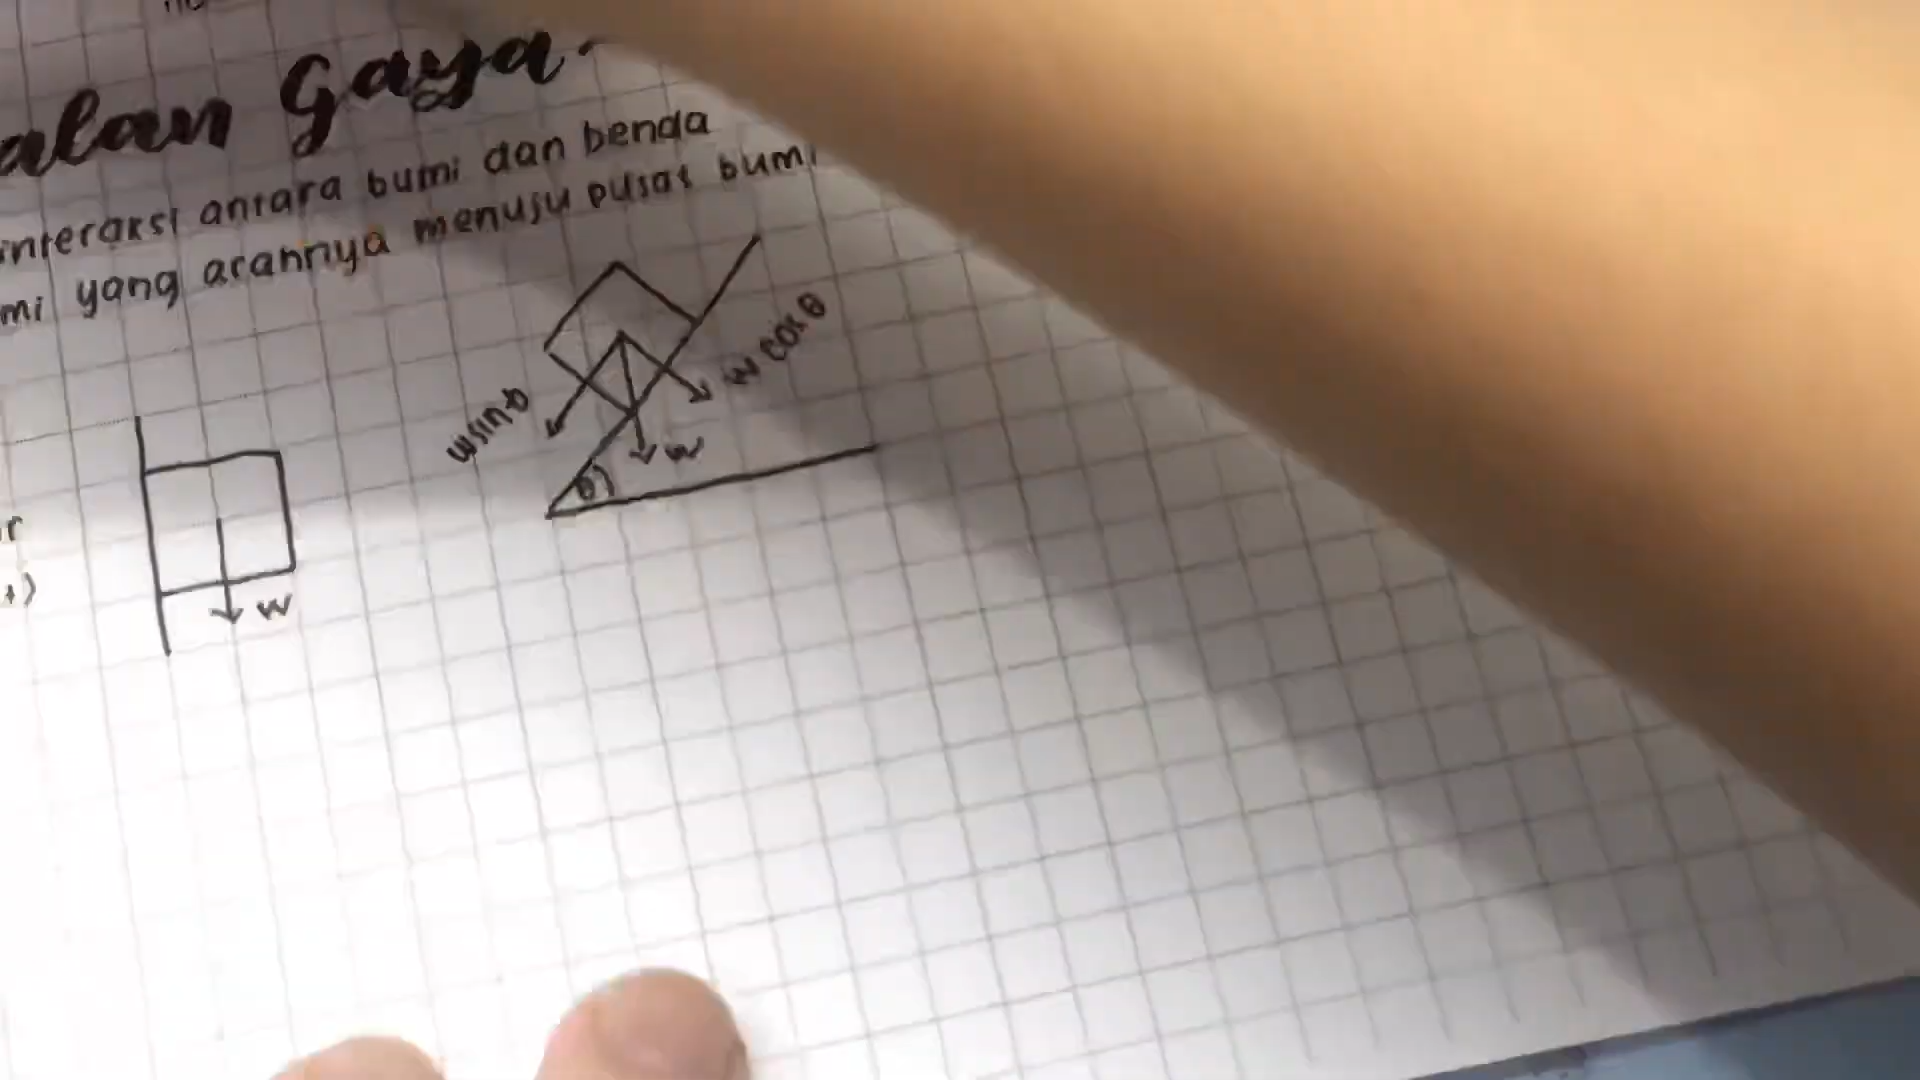 alan Gaya.
interaksi antara bumi dan benda
mi yang arahnya menuju pusat bumi
w cos θ
w sin θ
w
θ
r
w